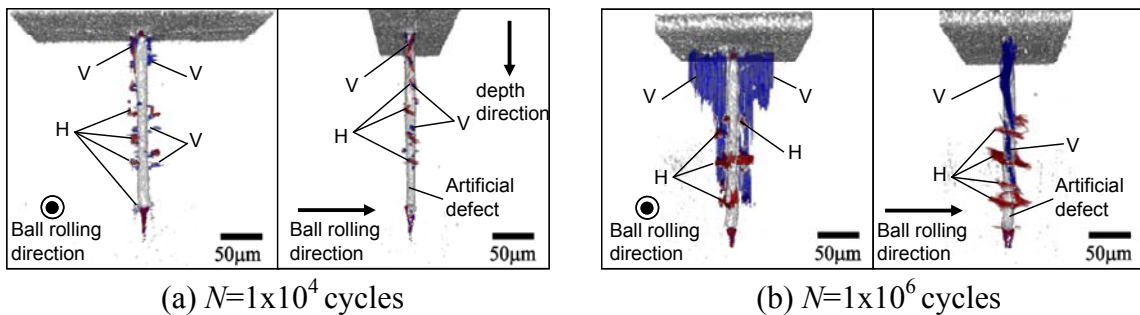 (a)
V
V
H
V
Ball rolling
direction
50μm
V
depth
direction
H
V
Artificial
defect
Ball rolling
direction
50μm
(a) N=1x10⁴ cycles
(b)
V
V
H
H
Ball rolling
direction
50μm
V
V
H
Artificial
defect
Ball rolling
direction
50μm
(b) N=1x10⁶ cycles